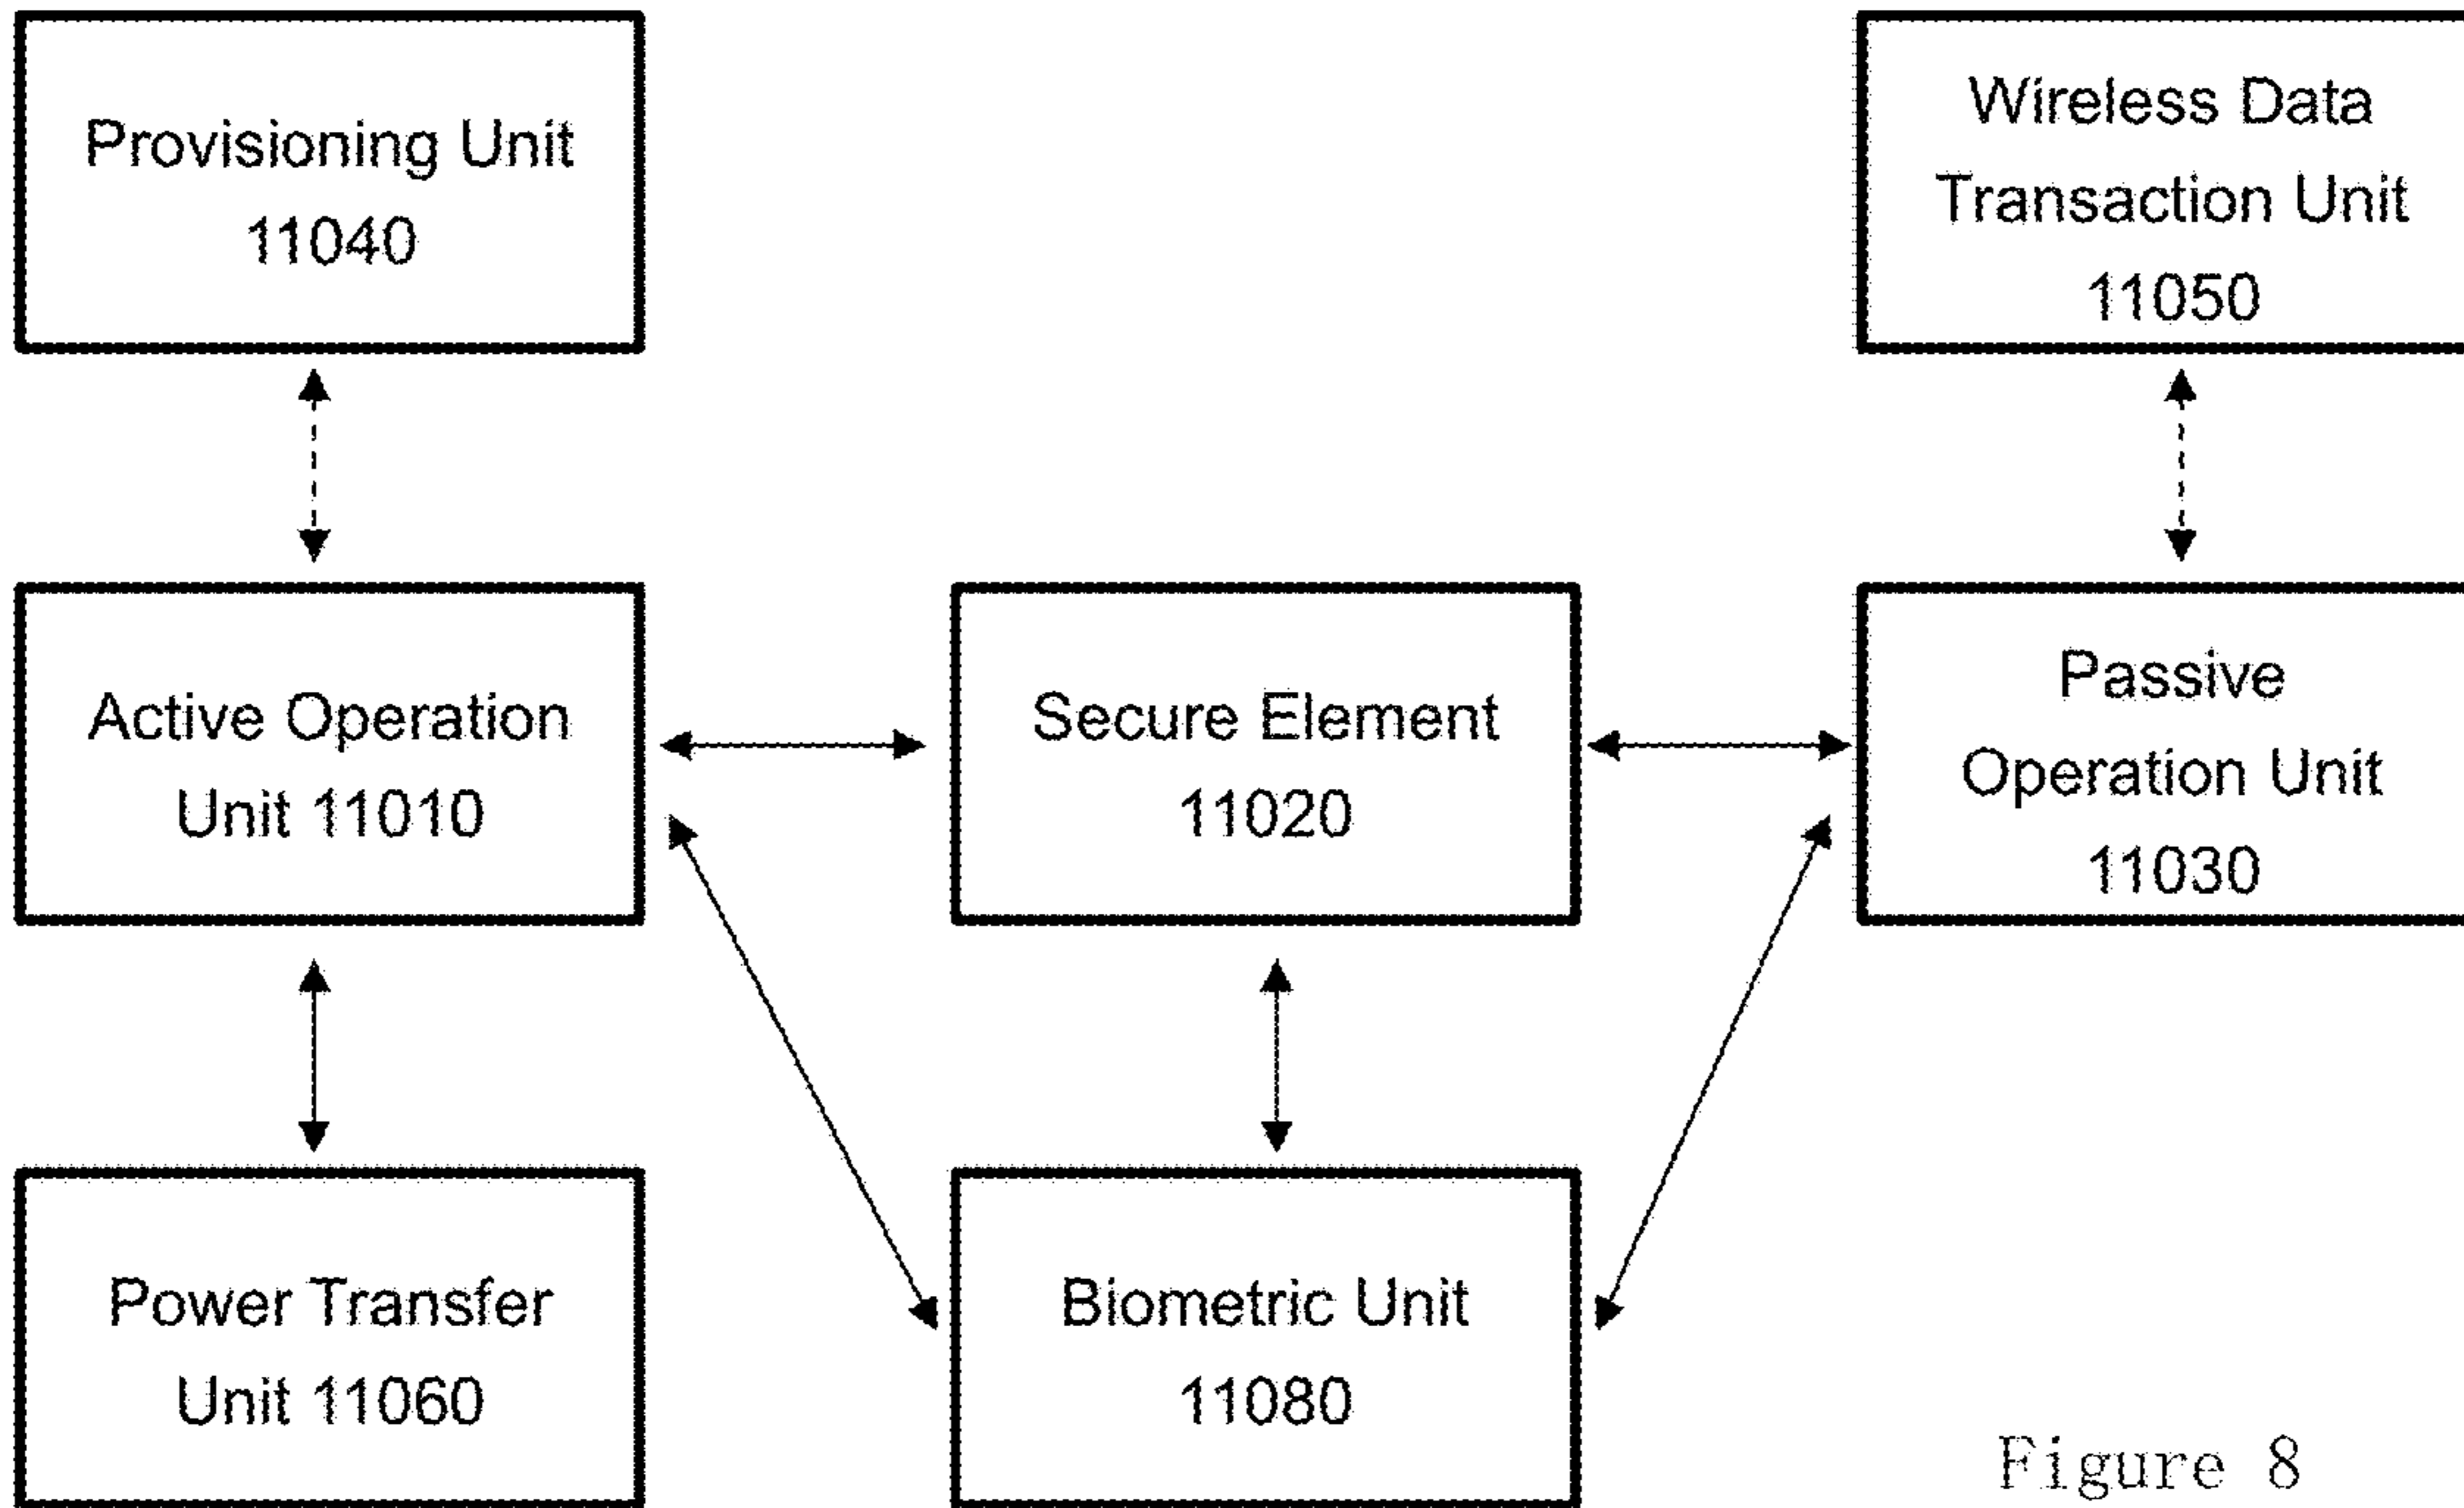 Provisioning Unit
11040
Wireless Data
Transaction Unit
11050
Active Operation
Unit 11010
Secure Element
11020
Passive
Operation Unit
11030
Power Transfer
Unit 11060
Biometric Unit
11080
Figure 8